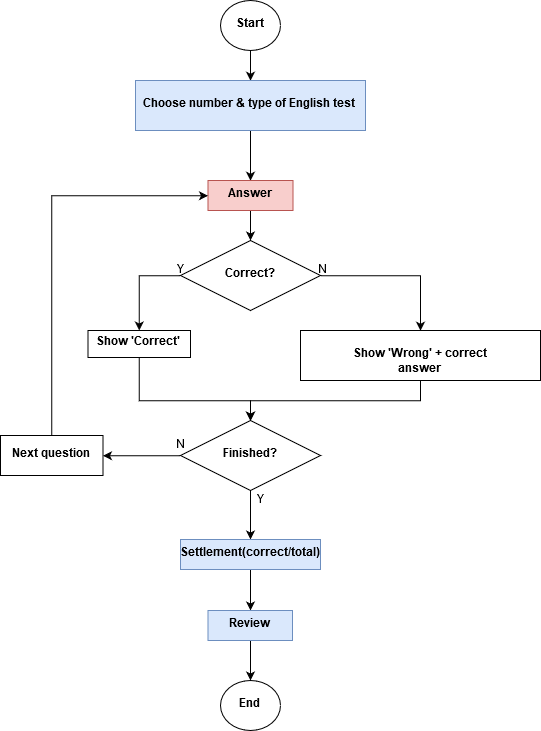 Start
Choose number & type of English test
Answer
Correct?
Y
N
Show 'Correct'
Show 'Wrong' + correct
answer
Finished?
N
Next question
Y
Settlement(correct/total)
Review
End